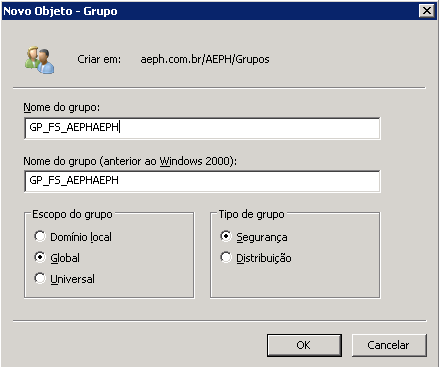 Novo Objeto - Grupo
Criar em: aeph.com.br/AEPH/Grupos
Nome do grupo:
GP_FS_AEPHAEPH
Nome do grupo (anterior ao Windows 2000):
GP_FS_AEPHAEPH
Escopo do grupo
Domínio local
Global
Universal
Tipo de grupo
Segurança
Distribuição
OK
Cancelar